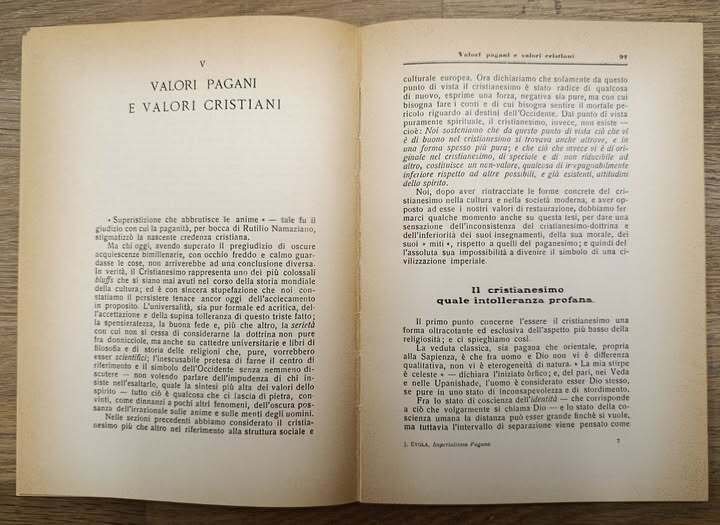 V
VALORI PAGANI
E VALORI CRISTIANI
« Superistizione che abbrutisce le anime » — tale fu il
giudizio con cui la paganità, per bocca di Rutilio Namaziano,
stigmatizzò la nascente credenza cristiana.
Ma chi oggi, avendo superato il pregiudizio di oscure
acquiescenze bimillenarie, con occhio freddo e calmo guar-
dasse le cose, non arriverebbe ad una conclusione diversa.
In verità, il Cristianesimo rappresenta uno dei più colossali
bluffs che si siano mai avuti nel corso della storia mondiale
della cultura; ed è con sincera stupefazione che noi con-
statiamo il persistere tenace ancor oggi dell'acciecamento
in proposito. L'universalità, sia pur formale ed acritica, del-
l'accettazione e della supina tolleranza di questo triste fatto;
la spensieratezza, la buona fede e, più che altro, la serietà
con cui non si cessa di considerarne la dottrina non pure
fra donnicciole, ma anche su cattedre universitarie e libri di
filosofia e di storia delle religioni che, pure, vorrebbero
esser scientifici; l'inescusabile pretesa di farne il centro di
riferimento e il simbolo dell'Occidente senza nemmeno di-
scutere — non volendo parlare dell'impudenza di chi in-
siste nell'esaltarlo, quale la sintesi più alta dei valori dello
spirito — tutto ciò è qualcosa che ci lascia di pietra, con-
vinti, come dinnanzi a pochi altri fenomeni, dell'oscura pos-
sanza dell'irrazionale sulle anime e sulle menti degli uomini.
Nelle sezioni precedenti abbiamo considerato il cristia-
nesimo più che altro nel riferimento alla struttura sociale e
Valori pagani e valori cristiani 97
culturale europea. Ora dichiariamo che solamente da questo
punto di vista il cristianesimo è stato radice di qualcosa
di nuovo, esprime una forza, negativa sia pure, ma con cui
bisogna fare i conti e di cui bisogna sentire il mortale pe-
ricolo riguardo ai destini dell'Occidente. Dal punto di vista
puramente spirituale, il cristianesimo, invece, non esiste —
cioè: Noi sosteniamo che da questo punto di vista ciò che vi
è di buono nel cristianesimo si trovava anche altrove, e in
una forma spesso più pura; e che ciò che invece vi è di ori-
ginale nel cristianesimo, di speciale e di non riducibile ad
altro, costituisce un non-valore, qualcosa di irrepugnabilmente
inferiore rispetto ad altre possibili, e già esistenti, attitudini
dello spirito.
Noi, dopo aver rintracciate le forme concrete del cri-
stianesimo nella cultura e nella società moderna, e aver op-
posto ad esse i nostri valori di restaurazione, dobbiamo fer-
marci qualche momento anche su questa tesi, per dare una
sensazione dell'inconsistenza del cristianesimo-dottrina e
dell'inferiorità dei suoi insegnamenti, della sua morale, dei
suoi « miti », rispetto a quelli del paganesimo; e quindi del-
l'assoluta sua impossibilità a divenire il simbolo di una ci-
vilizzazione imperiale.
Il cristianesimo
quale intolleranza profana.
Il primo punto concerne l'essere il cristianesimo una
forma oltracotante ed esclusiva dell'aspetto più basso della
religiosità; e ci spieghiamo così.
La veduta classica, sia pagana che orientale, propria
alla Sapienza, è che fra uomo e Dio non vi è differenza
qualitativa, non vi è eterogeneità di natura. « La mia stirpe
è celeste » — dichiara l'iniziato órfico; e, del pari, nei Veda
e nelle Upanishade, l'uomo è considerato esser Dio stesso,
se pure in uno stato di inconsapevolezza e di stordimento.
Fra lo stato di coscienza dell'identità — che corrisponde
a ciò che volgarmente si chiama Dio — e lo stato della co-
scienza umana la distanza può esser grande finchè si vuole,
ma tuttavia l'intervallo di separazione viene pensato come
J. EVOLA, Imperialismo Pagano 7